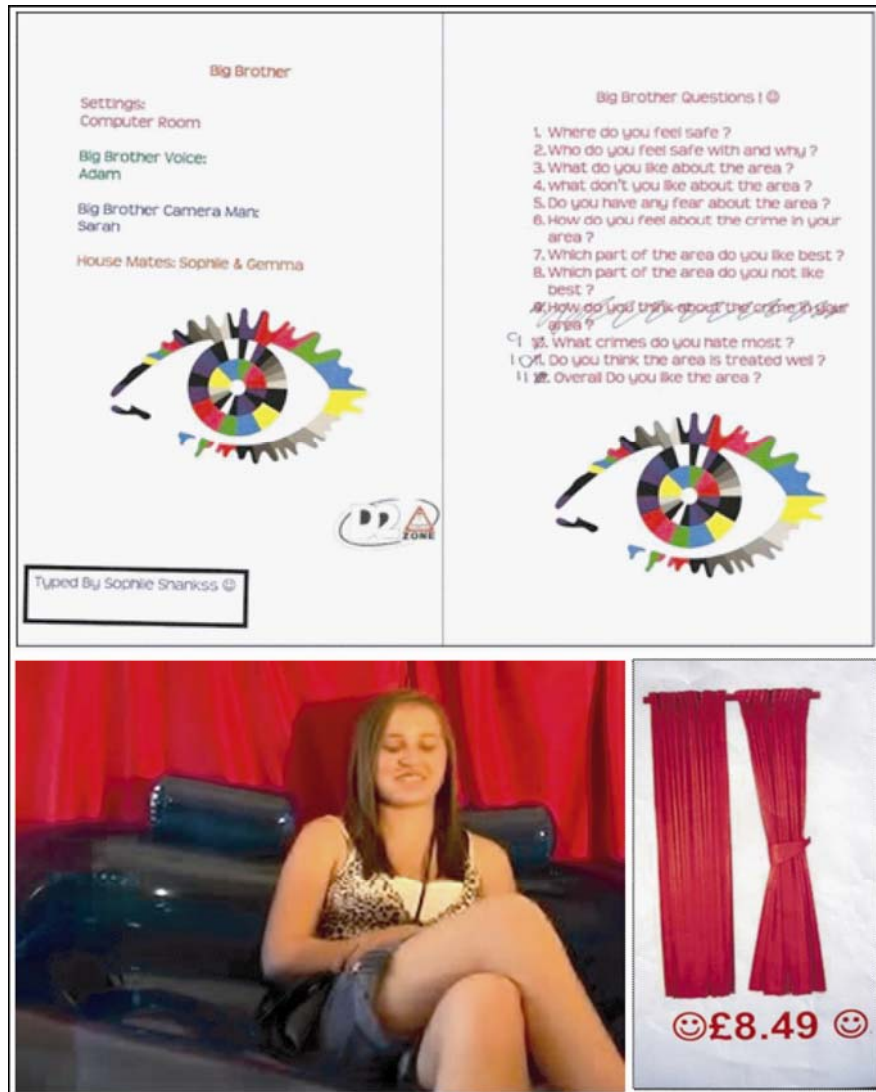 Big Brother
Settings:
Computer Room
Big Brother Voice:
Adam
Big Brother Camera Man:
Sarah
House Mates: Sophiie & Gemma
ZONE
Typed By Sophiie Shankss ☺
Big Brother Questions ! ☺
1. Where do you feel safe ?
2. Who do you feel safe with and why ?
3. What do you like about the area ?
4. what don't you like about the area ?
5. Do you have any fear about the area ?
6. How do you feel about the crime in your
area ?
7. Which part of the area do you like best ?
8. Which part of the area do you not like
best ?
9. How do you think about the crime in your
area ?
9 10. What crimes do you hate most ?
10 11. Do you think the area is treated well ?
11 12. Overall Do you like the area ?
☺£8.49 ☺